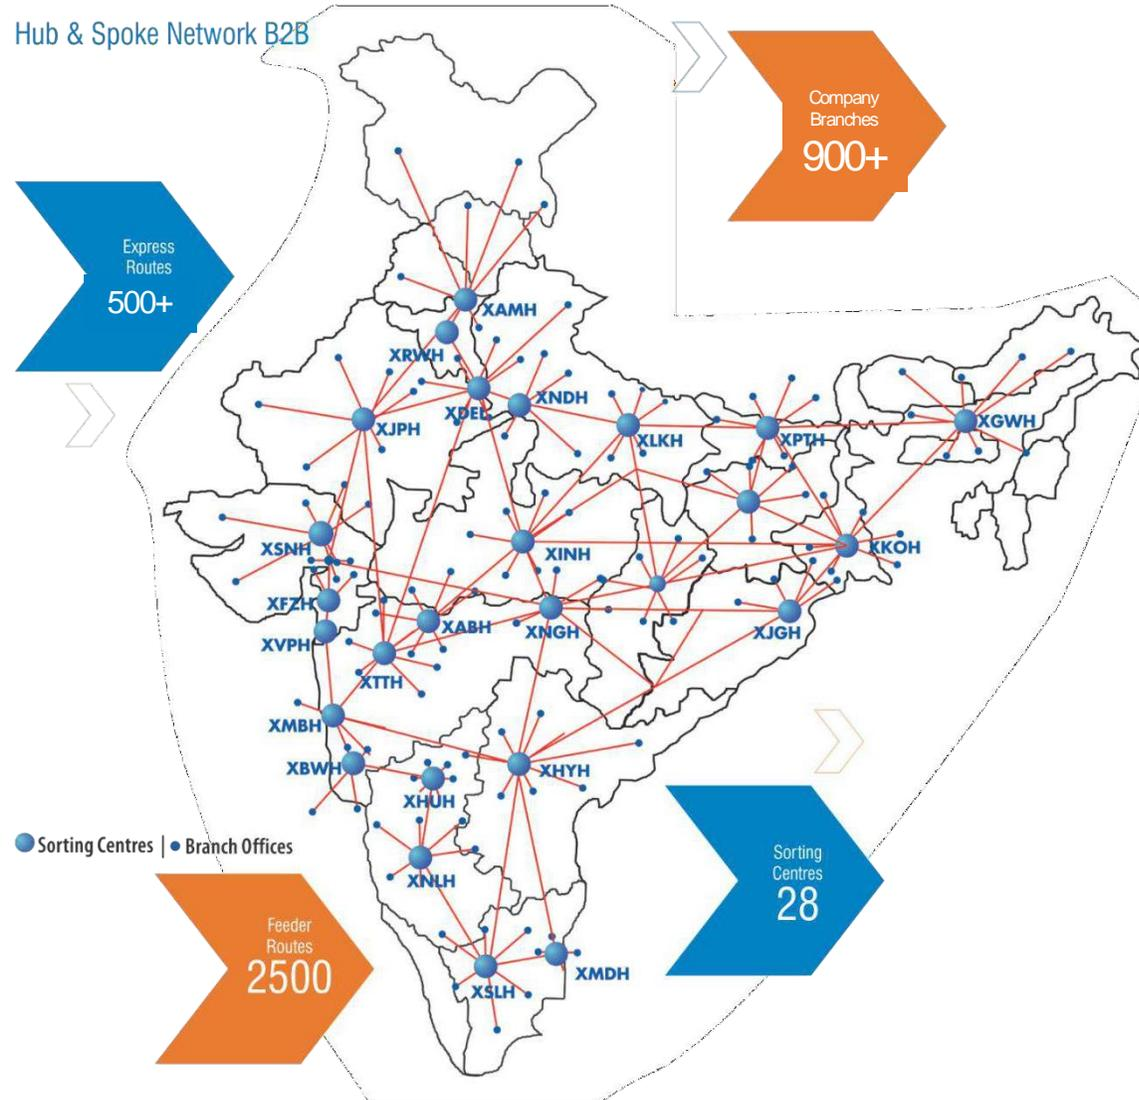 Hub & Spoke Network B2B
Company
Branches
900+
Express
Routes
500+
XAMH
XRWH
XDEL
XNDH
XJPH
XLKH
XPTH
XGWH
XSNH
XINH
XKOH
XFZH
XABH
XNGH
XJGH
XVPH
XTTH
XMBH
XBWH
XHYH
XHUH
Sorting Centres | Branch Offices
XNLH
Sorting
Centres
28
Feeder
Routes
2500
XMDH
XSLH